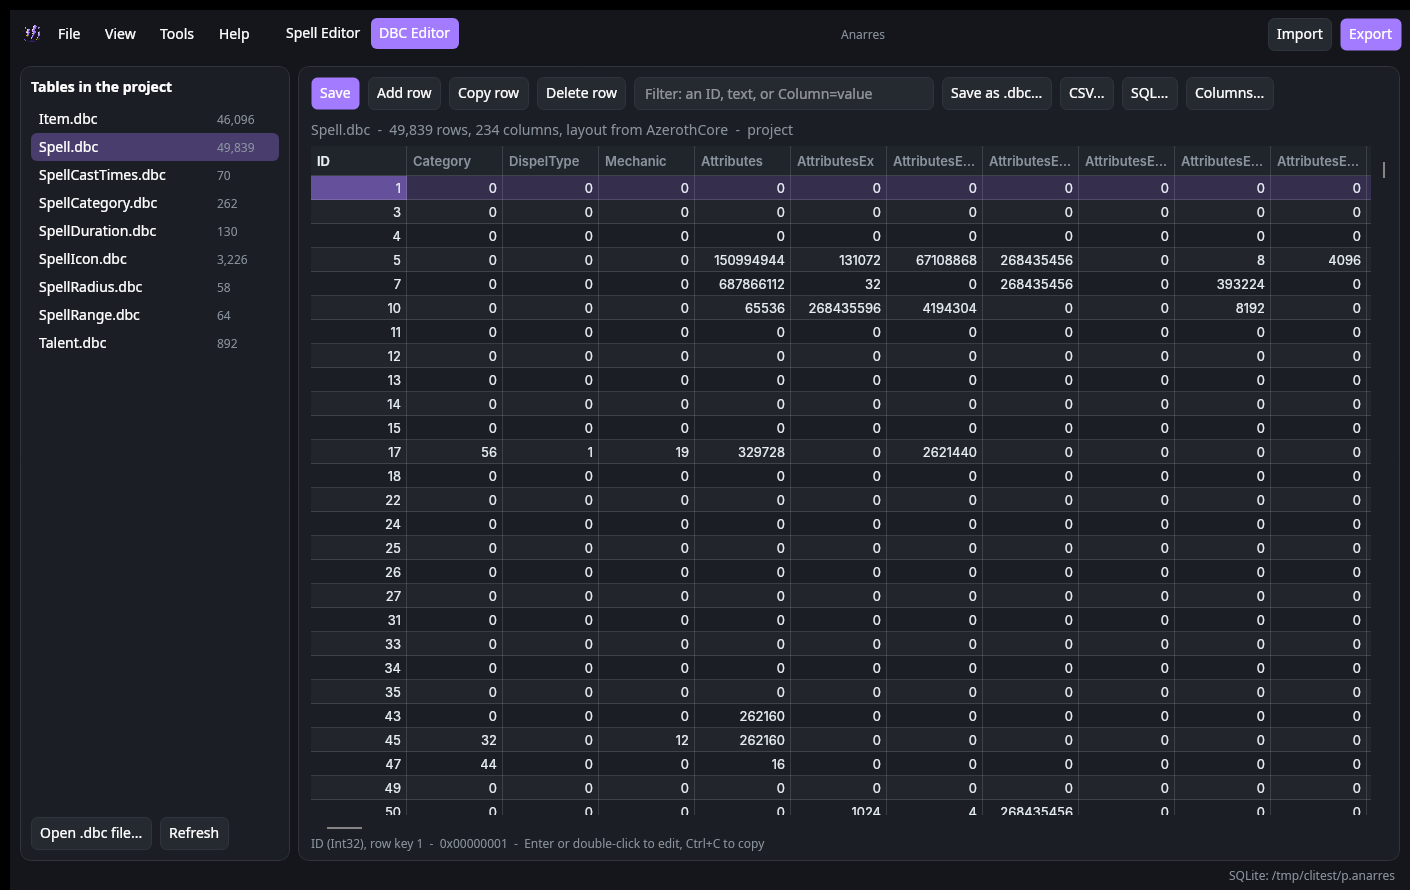 File View Tools Help Spell Editor DBC Editor Anarres Import Export
Tables in the project
Item.dbc 46,096
Spell.dbc 49,839
SpellCastTimes.dbc 70
SpellCategory.dbc 262
SpellDuration.dbc 130
SpellIcon.dbc 3,226
SpellRadius.dbc 58
SpellRange.dbc 64
Talent.dbc 892
Open .dbc file... Refresh
Save Add row Copy row Delete row Filter: an ID, text, or Column=value Save as .dbc... CSV... SQL... Columns...
Spell.dbc - 49,839 rows, 234 columns, layout from AzerothCore - project
ID Category DispelType Mechanic Attributes AttributesEx AttributesE... AttributesE... AttributesE... AttributesE... AttributesE...
1 0 0 0 0 0 0 0 0 0 0
3 0 0 0 0 0 0 0 0 0 0
4 0 0 0 0 0 0 0 0 0 0
5 0 0 0 150994944 131072 67108868 268435456 0 8 4096
7 0 0 0 687866112 32 0 268435456 0 393224 0
10 0 0 0 65536 268435596 4194304 0 0 8192 0
11 0 0 0 0 0 0 0 0 0 0
12 0 0 0 0 0 0 0 0 0 0
13 0 0 0 0 0 0 0 0 0 0
14 0 0 0 0 0 0 0 0 0 0
15 0 0 0 0 0 0 0 0 0 0
17 56 1 19 329728 0 2621440 0 0 0 0
18 0 0 0 0 0 0 0 0 0 0
22 0 0 0 0 0 0 0 0 0 0
24 0 0 0 0 0 0 0 0 0 0
25 0 0 0 0 0 0 0 0 0 0
26 0 0 0 0 0 0 0 0 0 0
27 0 0 0 0 0 0 0 0 0 0
31 0 0 0 0 0 0 0 0 0 0
33 0 0 0 0 0 0 0 0 0 0
34 0 0 0 0 0 0 0 0 0 0
35 0 0 0 0 0 0 0 0 0 0
43 0 0 0 262160 0 0 0 0 0 0
45 32 0 12 262160 0 0 0 0 0 0
47 44 0 0 16 0 0 0 0 0 0
49 0 0 0 0 0 0 0 0 0 0
50 0 0 0 0 1024 4 268435456 0 0 0
ID (Int32), row key 1 - 0x00000001 - Enter or double-click to edit, Ctrl+C to copy
SQLite: /tmp/clitest/p.anarres